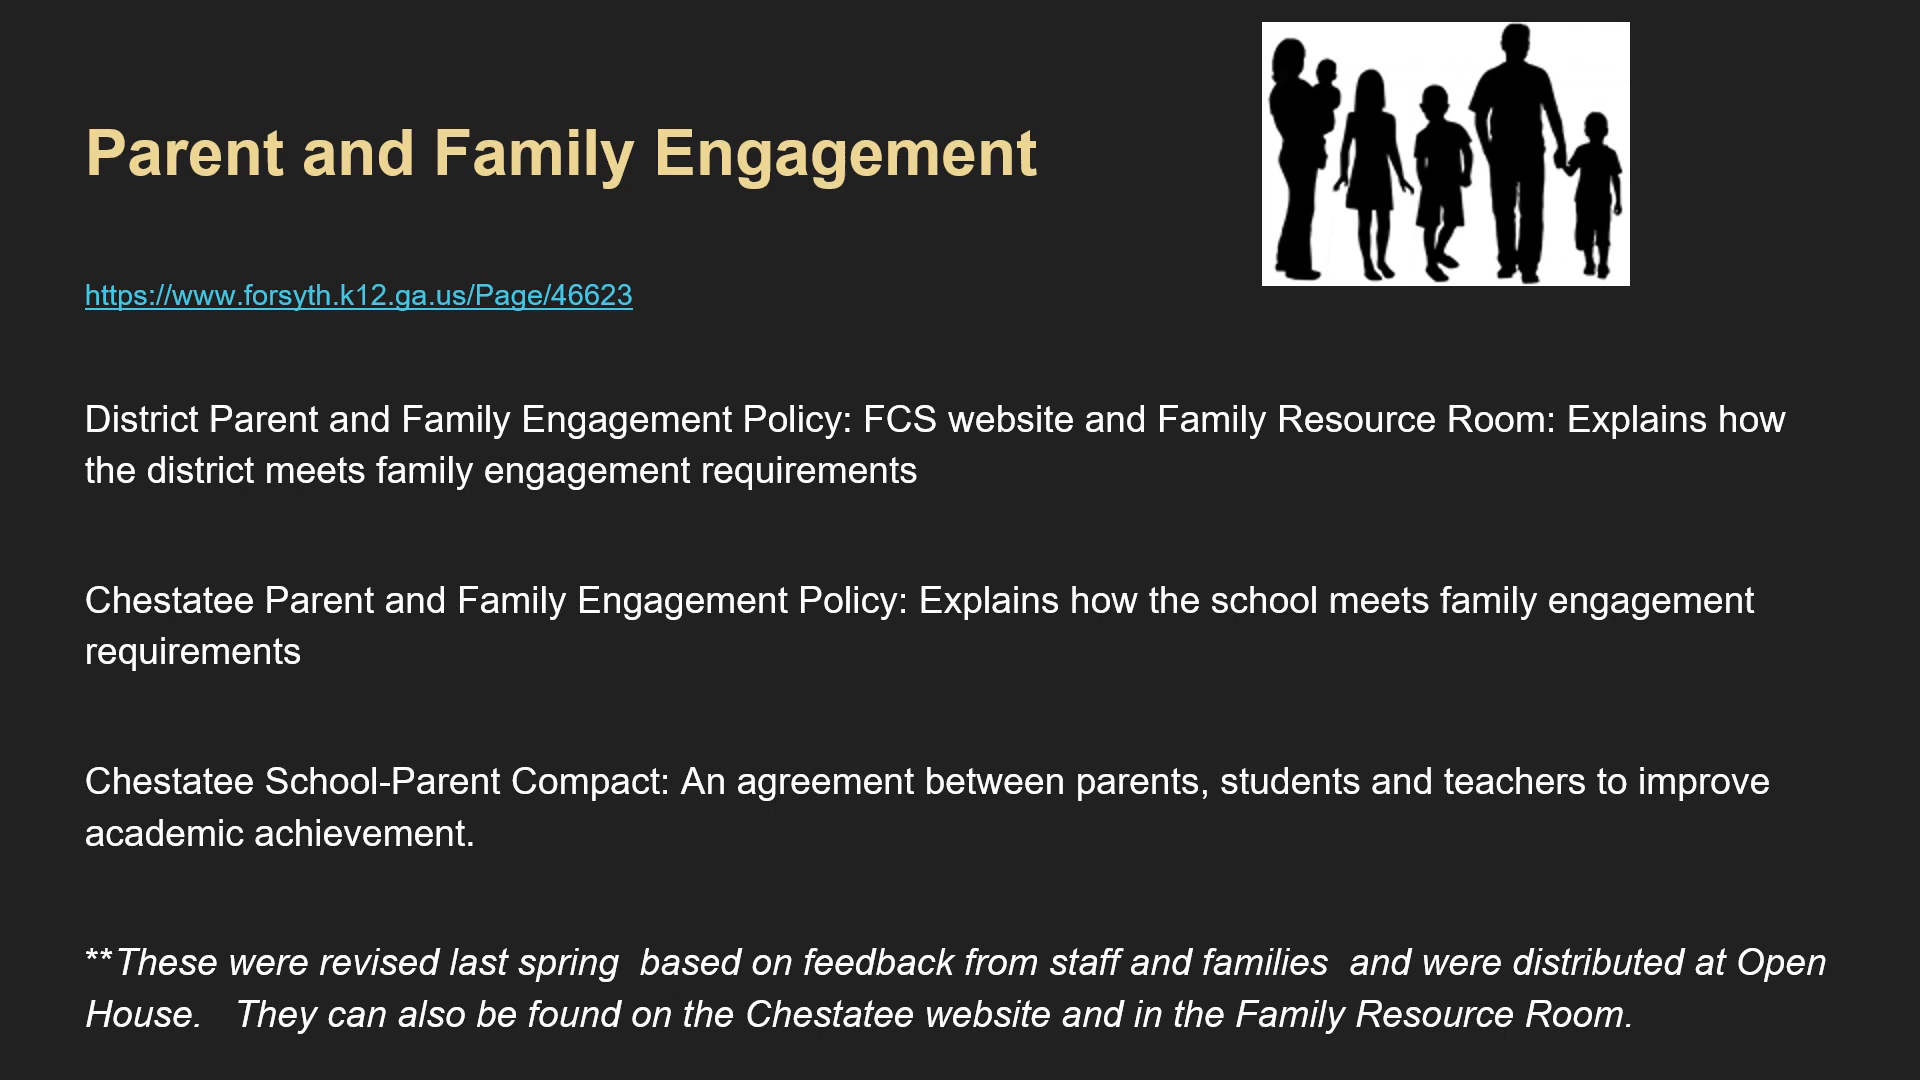 Parent and Family Engagement
https://www.forsyth.k12.ga.us/Page/46623
District Parent and Family Engagement Policy: FCS website and Family Resource Room: Explains how
the district meets family engagement requirements
Chestatee Parent and Family Engagement Policy: Explains how the school meets family engagement
requirements
Chestatee School-Parent Compact: An agreement between parents, students and teachers to improve
academic achievement.
**These were revised last spring  based on feedback from staff and families  and were distributed at Open
House.   They can also be found on the Chestatee website and in the Family Resource Room.